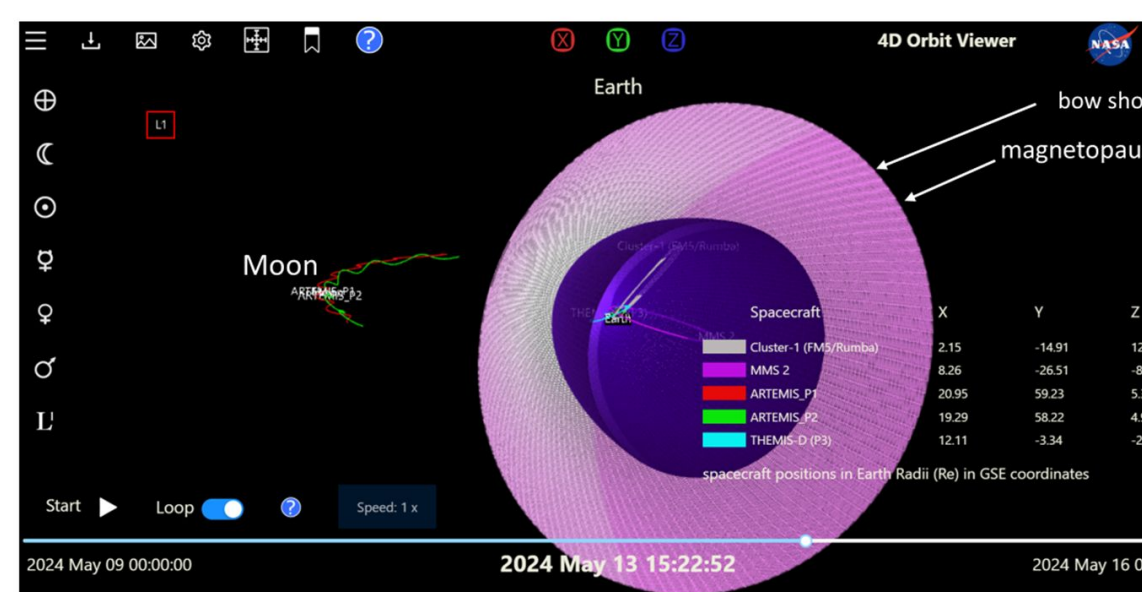 4D Orbit Viewer
NASA
X Y Z
?
Earth
bow sho
magnetopau
L1
Moon
ARTEMIS_P1
ARTEMIS_P2
Cluster-1 (FM5/Rumba)
Earth
MMS 2
L'
Spacecraft X Y Z
Cluster-1 (FM5/Rumba) 2.15 -14.91 12
MMS 2 8.26 -26.51 -8
ARTEMIS_P1 20.95 59.23 5.
ARTEMIS_P2 19.29 58.22 4.
THEMIS-D (P3) 12.11 -3.34 -2
spacecraft positions in Earth Radii (Re) in GSE coordinates
Start Loop ? Speed: 1 x
2024 May 09 00:00:00 2024 May 13 15:22:52 2024 May 16 0